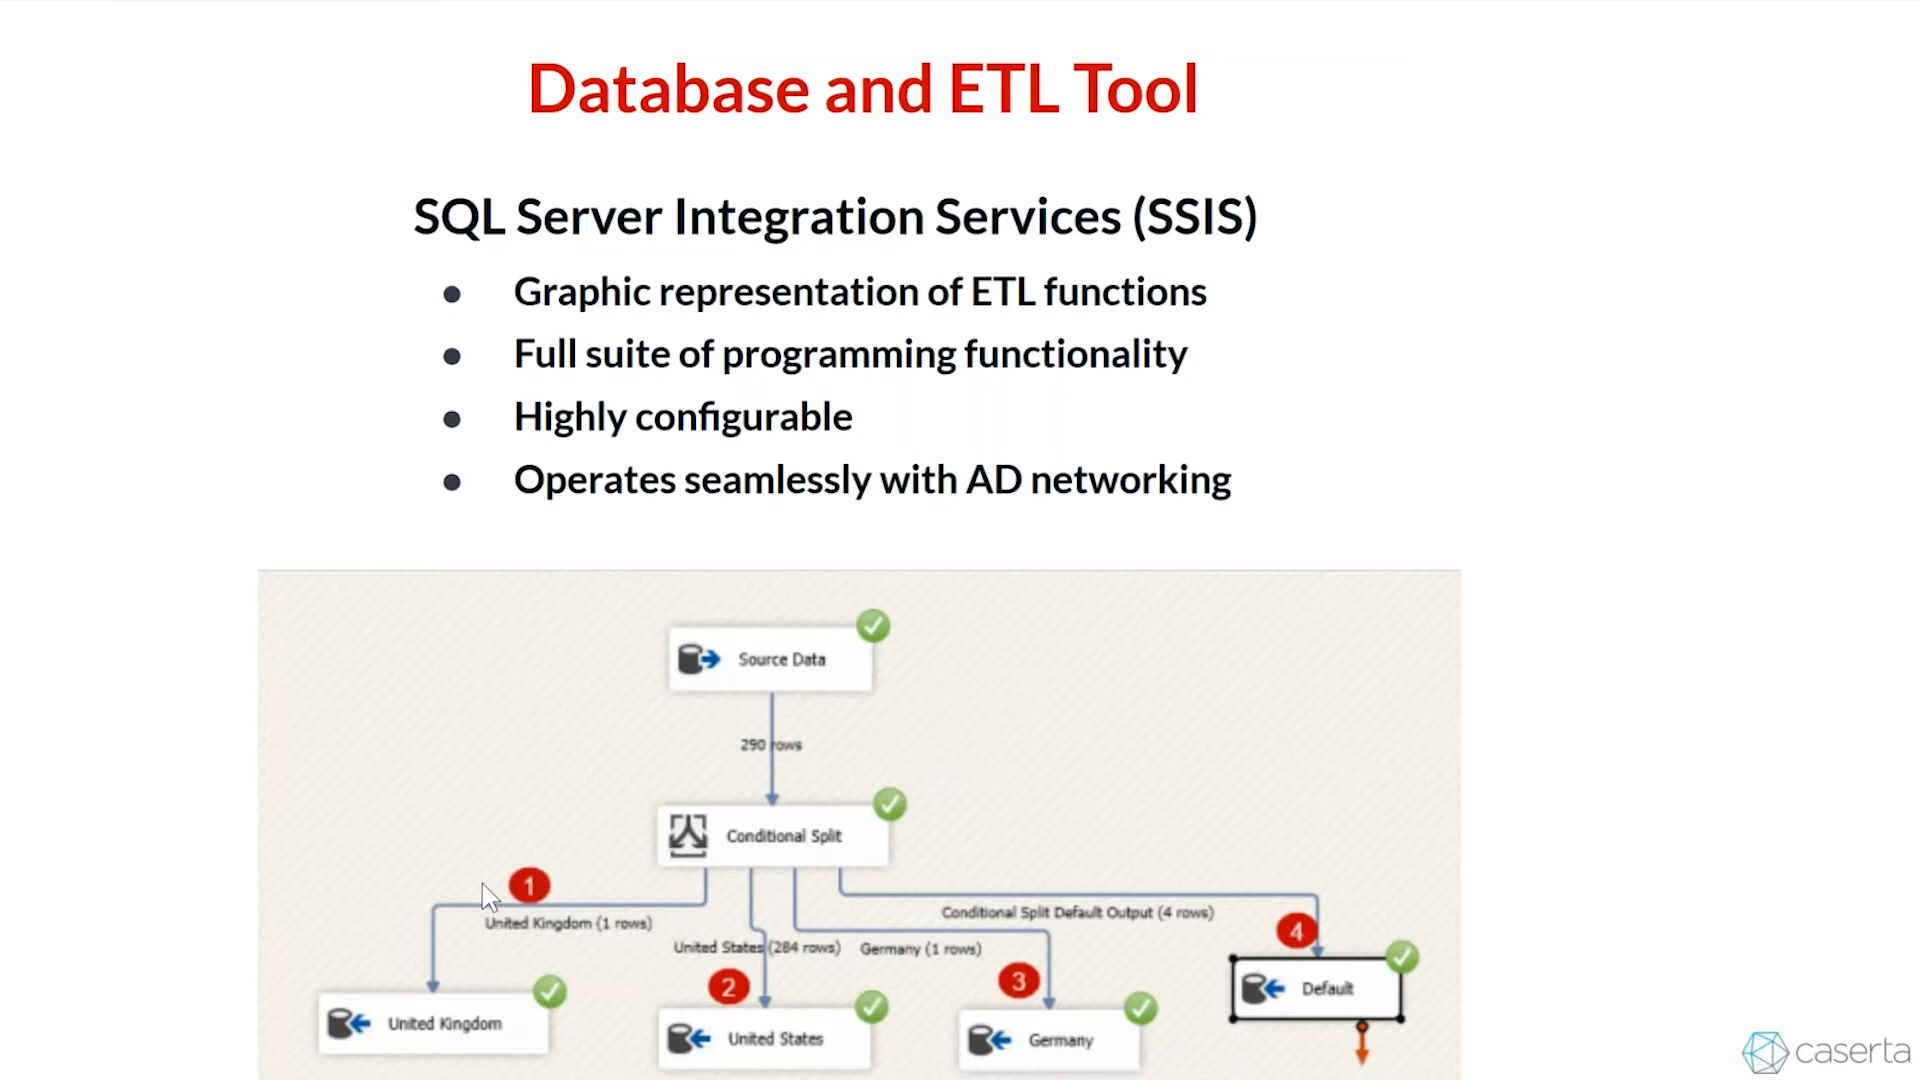 Database and ETL Tool
SQL Server Integration Services (SSIS)
● Graphic representation of ETL functions
● Full suite of programming functionality
● Highly configurable
● Operates seamlessly with AD networking
Source Data
290 rows
Conditional Split
1
United Kingdom (1 rows)
Conditional Split Default Output (4 rows)
4
United States (284 rows)
Germany (1 rows)
2
3
Default
United Kingdom
United States
Germany
caserta